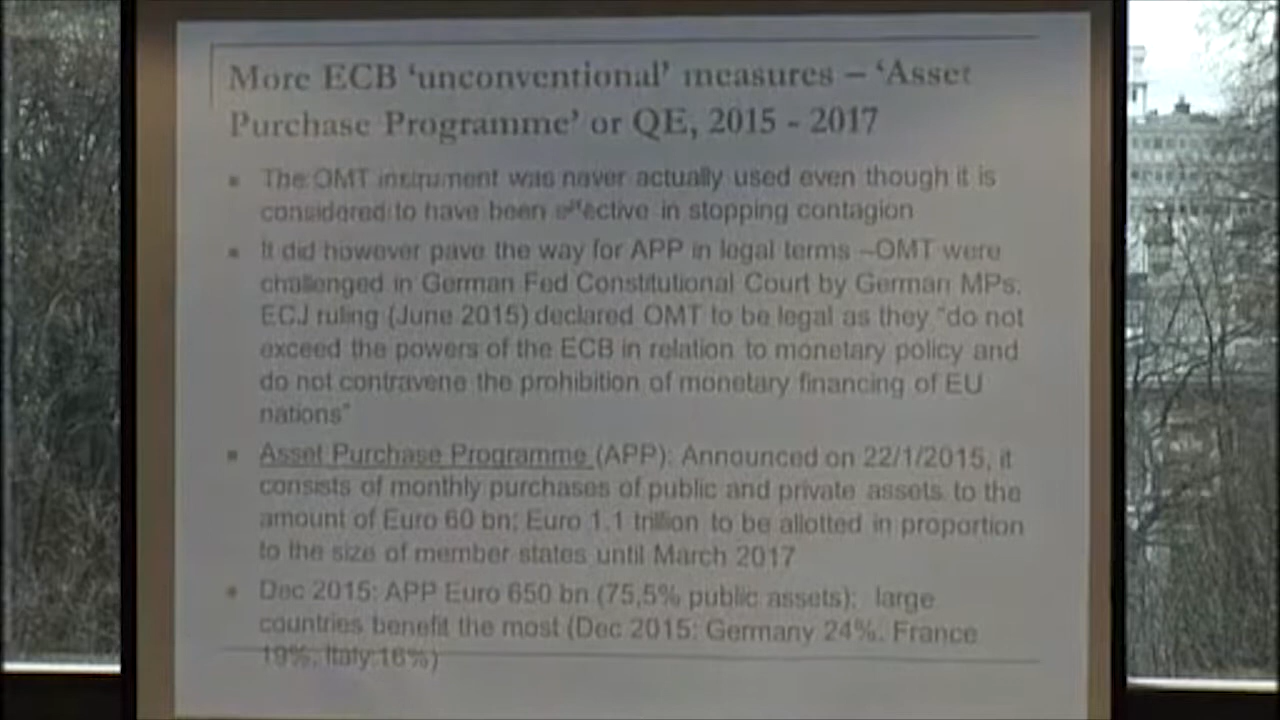 More ECB ‘unconventional’ measures – ‘Asset
Purchase Programme’ or QE, 2015 - 2017
The OMT instrument was never actually used even though it is
considered to have been effective in stopping contagion
It did however pave the way for APP in legal terms –OMT were
challenged in German Fed Constitutional Court by German MPs;
ECJ ruling (June 2015) declared OMT to be legal as they “do not
exceed the powers of the ECB in relation to monetary policy and
do not contravene the prohibition of monetary financing of EU
nations”
Asset Purchase Programme (APP): Announced on 22/1/2015, it
consists of monthly purchases of public and private assets to the
amount of Euro 60 bn; Euro 1.1 trillion to be allotted in proportion
to the size of member states until March 2017
Dec 2015: APP Euro 650 bn (75,5% public assets); large
countries benefit the most (Dec 2015: Germany 24%, France
19%, Italy 16%)